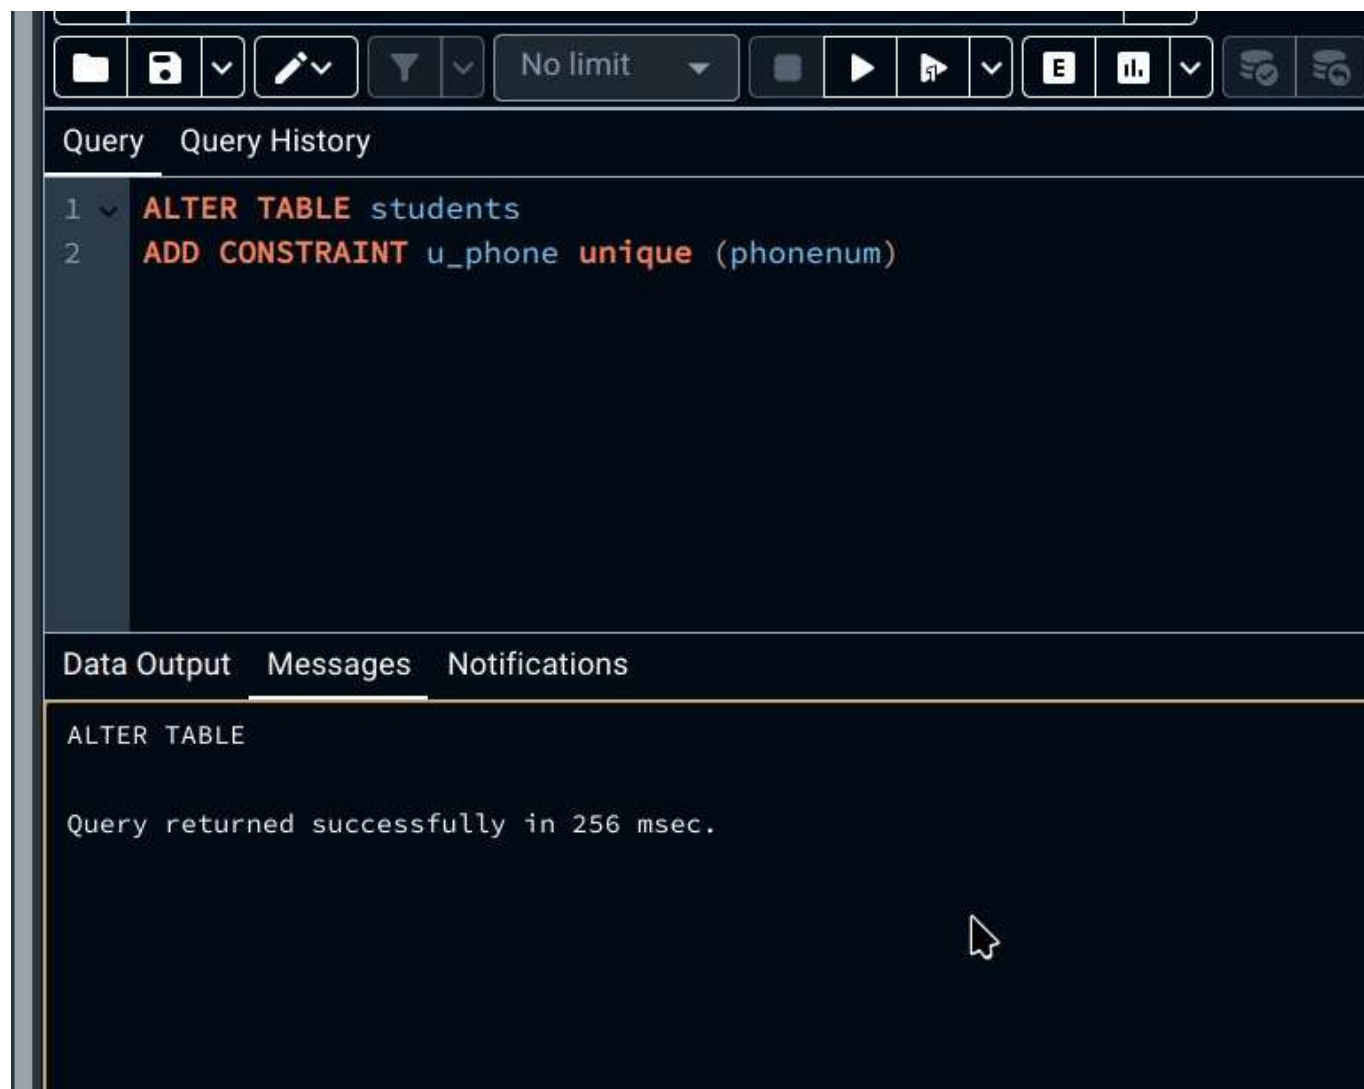 No limit
E
Query Query History
1 ALTER TABLE students
2 ADD CONSTRAINT u_phone unique (phonenum)
Data Output Messages Notifications
ALTER TABLE
Query returned successfully in 256 msec.